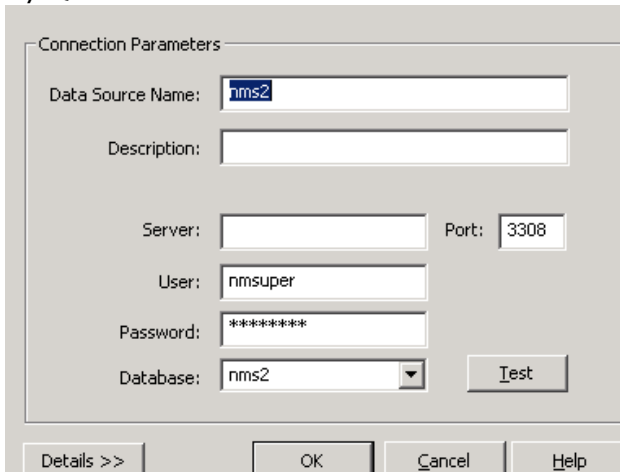 Connection Parameters
Data Source Name: nms2
Description:
Server: Port: 3308
User: nmsuper
Password: ********
Database: nms2 Test
Details >> OK Cancel Help